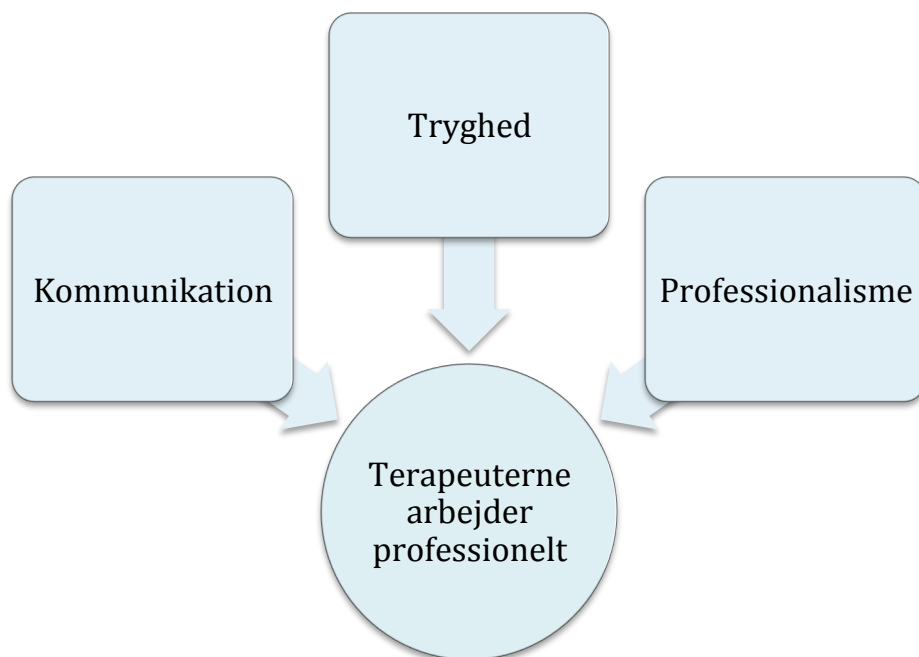 Tryghed
Kommunikation
Professionalisme
Terapeuterne
arbejder
professionelt